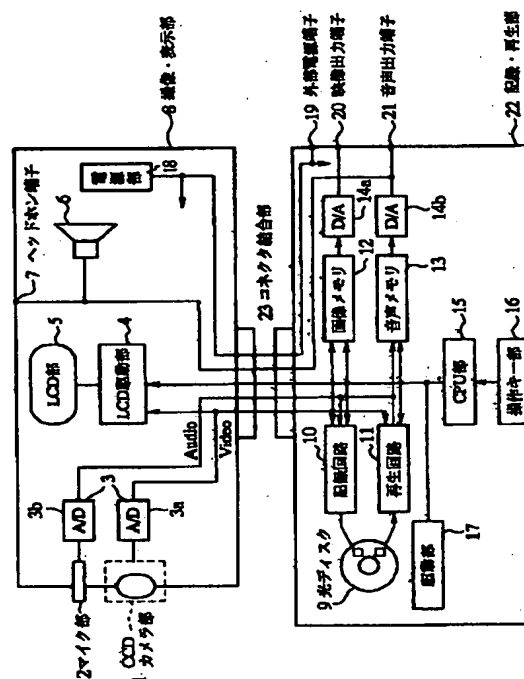 7 ヘッドホン端子
8 撮像・表示部
6
電源部
18
5
LCD部
4
LCD駆動部
Audio
Video
3b
A/D
3
A/D
3a
2マイク部
CCD
カメラ部
1
23 コネクタ結合部
19 外部電源端子
20 映像出力端子
21 音声出力端子
22 記録・再生部
14a
D/A
14b
D/A
12
画像メモリ
13
音声メモリ
10
記録回路
11
再生回路
9光ディスク
15
CPU部
16
操作キー部
17
駆動部